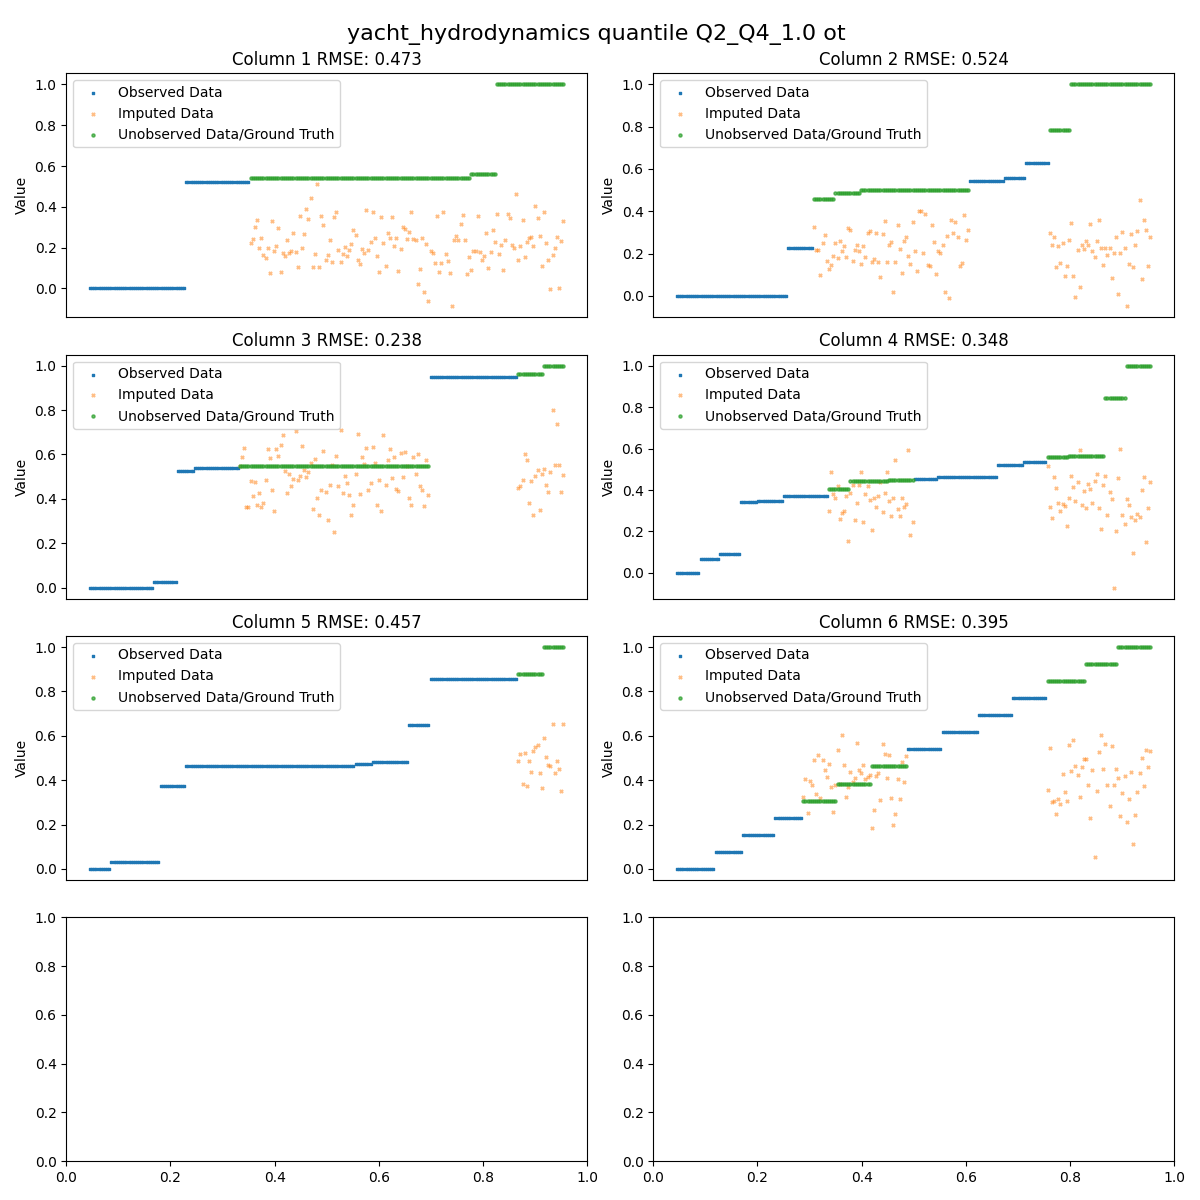 yacht_hydrodynamics quantile Q2_Q4_1.0 ot
Column 1 RMSE: 0.473
Column 2 RMSE: 0.524
1.0
0.8
0.6
0.4
0.2
0.0
Value
Observed Data
Imputed Data
Unobserved Data/Ground Truth
1.0
0.8
0.6
0.4
0.2
0.0
Value
Observed Data
Imputed Data
Unobserved Data/Ground Truth
Column 3 RMSE: 0.238
Column 4 RMSE: 0.348
1.0
0.8
0.6
0.4
0.2
0.0
Value
Observed Data
Imputed Data
Unobserved Data/Ground Truth
1.0
0.8
0.6
0.4
0.2
0.0
Value
Observed Data
Imputed Data
Unobserved Data/Ground Truth
Column 5 RMSE: 0.457
Column 6 RMSE: 0.395
1.0
0.8
0.6
0.4
0.2
0.0
Value
Observed Data
Imputed Data
Unobserved Data/Ground Truth
1.0
0.8
0.6
0.4
0.2
0.0
Value
Observed Data
Imputed Data
Unobserved Data/Ground Truth
1.0
0.8
0.6
0.4
0.2
0.0
0.0 0.2 0.4 0.6 0.8 1.0
1.0
0.8
0.6
0.4
0.2
0.0
0.0 0.2 0.4 0.6 0.8 1.0